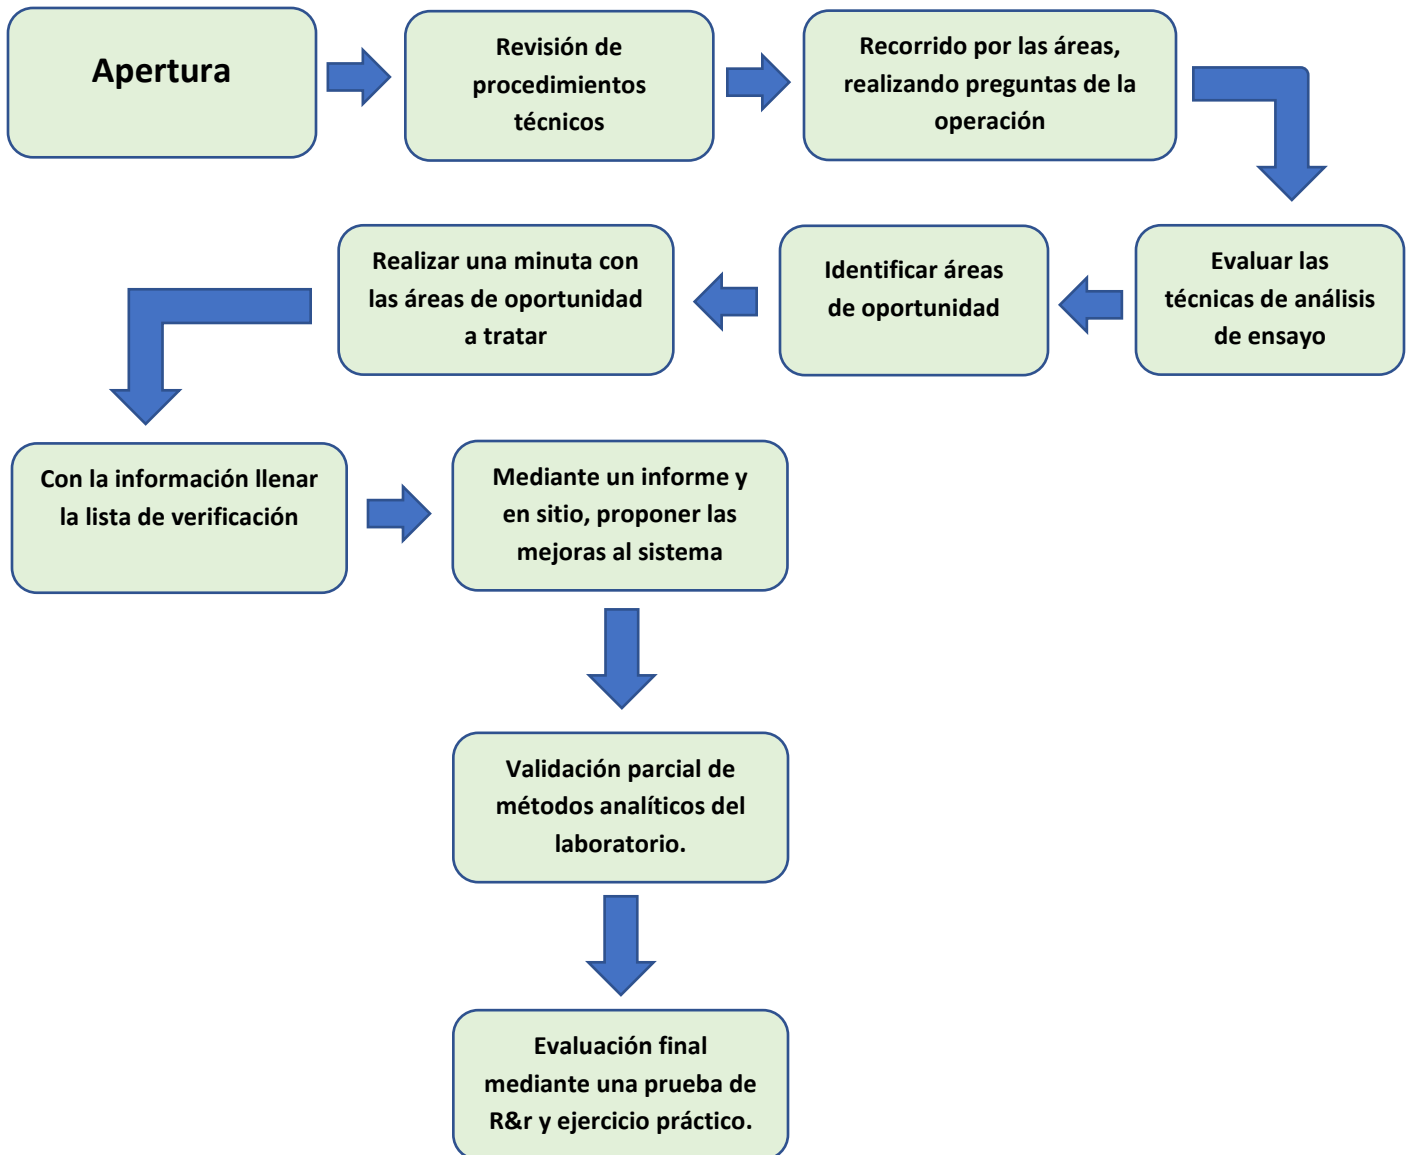 Apertura
Revisión de
procedimientos
técnicos
Recorrido por las áreas,
realizando preguntas de la
operación
Evaluar las
técnicas de análisis
de ensayo
Identificar áreas
de oportunidad
Realizar una minuta con
las áreas de oportunidad
a tratar
Con la información llenar
la lista de verificación
Mediante un informe y
en sitio, proponer las
mejoras al sistema
Validación parcial de
métodos analíticos del
laboratorio.
Evaluación final
mediante una prueba de
R&r y ejercicio práctico.